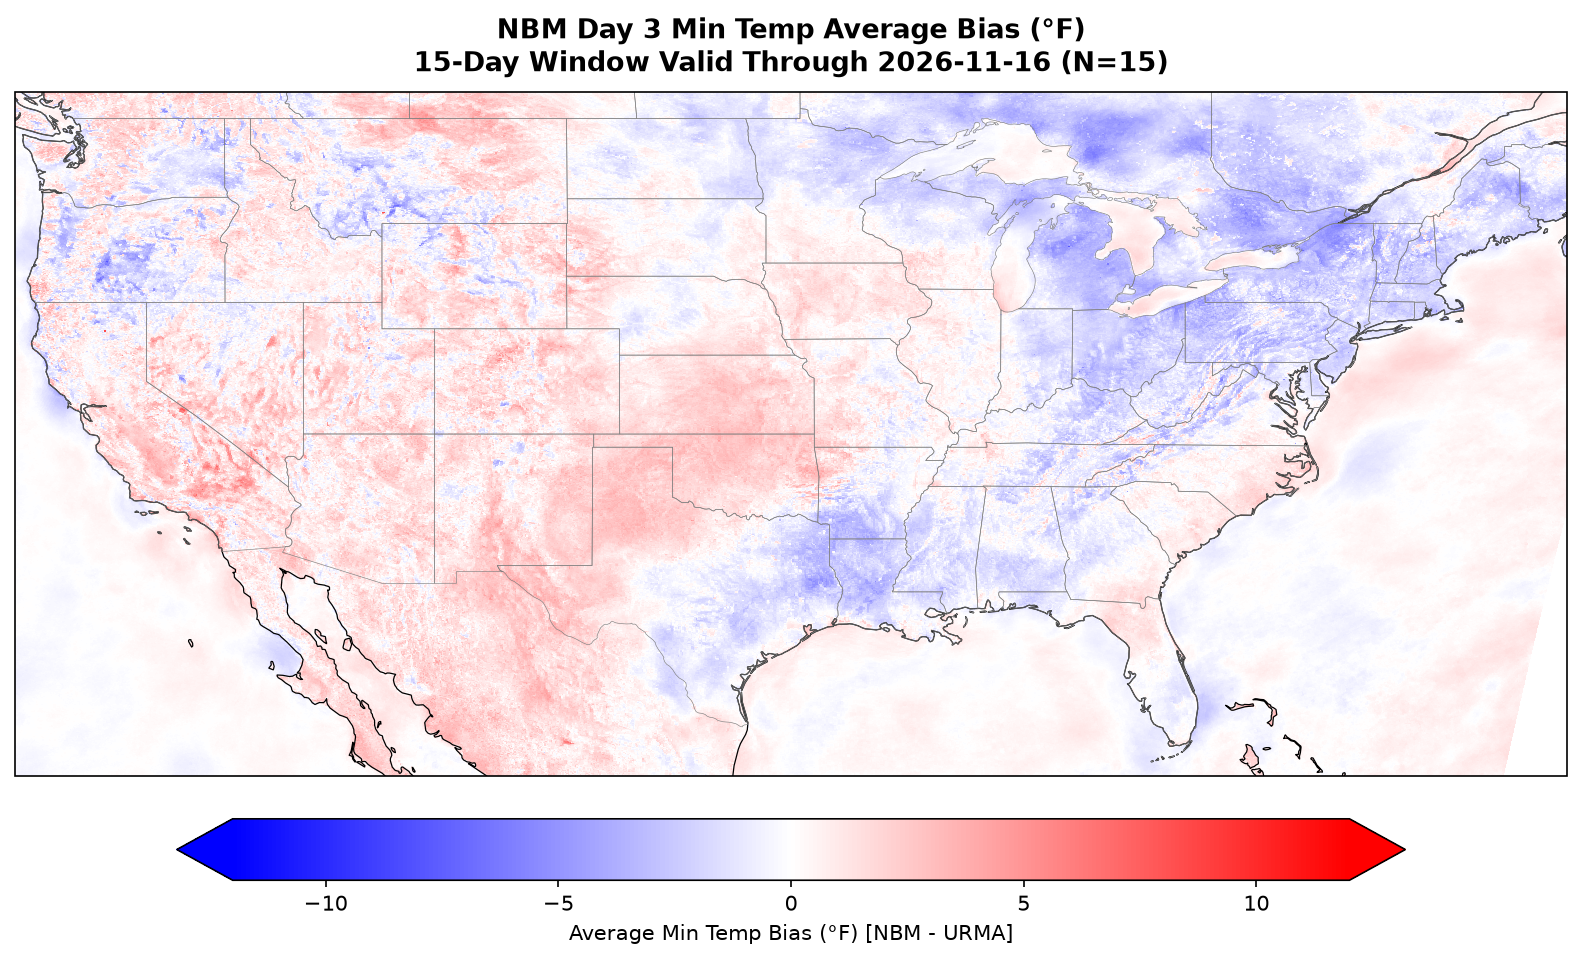 NBM Day 3 Min Temp Average Bias (°F)
15-Day Window Valid Through 2026-11-16 (N=15)
−10
−5
0
5
10
Average Min Temp Bias (°F) [NBM - URMA]